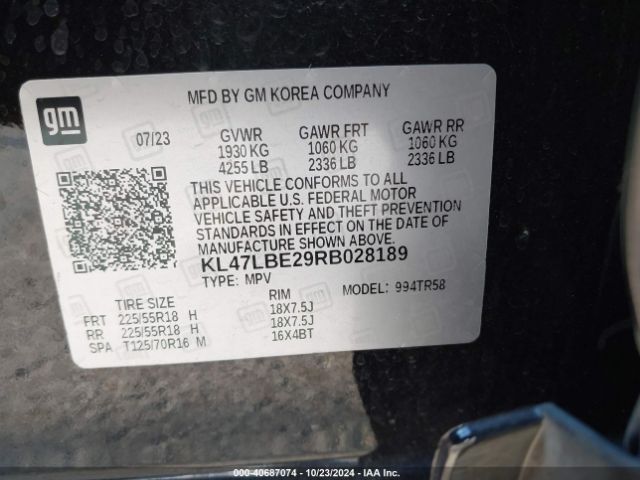 gm
MFD BY GM KOREA COMPANY
07/23 GVWR GAWR FRT GAWR RR
1930 KG 1060 KG 1060 KG
4255 LB 2336 LB 2336 LB
THIS VEHICLE CONFORMS TO ALL
APPLICABLE U.S. FEDERAL MOTOR
VEHICLE SAFETY AND THEFT PREVENTION
STANDARDS IN EFFECT ON THE DATE OF
MANUFACTURE SHOWN ABOVE.
KL47LBE29RB028189
TYPE: MPV MODEL: 994TR58
TIRE SIZE RIM
FRT 225/55R18 H 18X7.5J
RR 225/55R18 H 18X7.5J
SPA T125/70R16 M 16X4BT
000-40687074 | 10/23/2024 | IAA Inc.